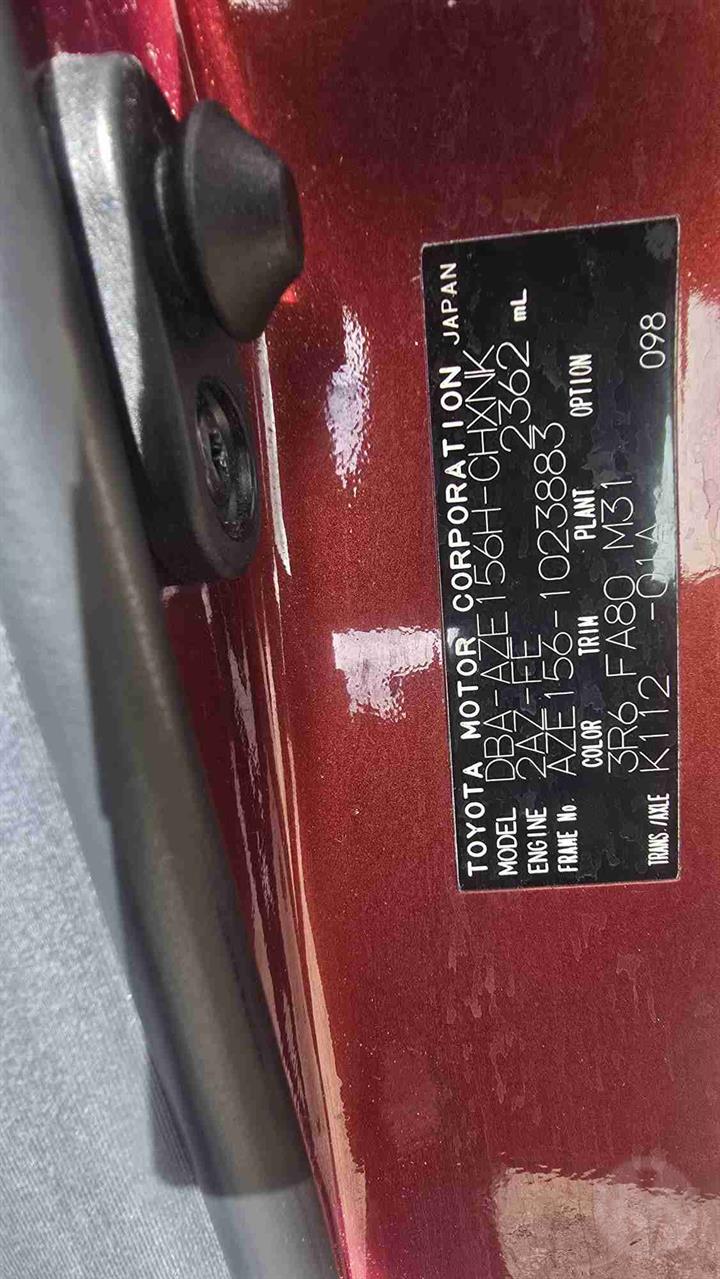 TOYOTA MOTOR CORPORATION JAPAN
MODEL DBA-AZE156H-CHXNK
ENGINE 2AZ-FE 2362 mL
FRAME No. AZE156-1023883
COLOR TRIM PLANT OPTION
3R6 FA80 M31
TRANS/AXLE K112 -01A 098